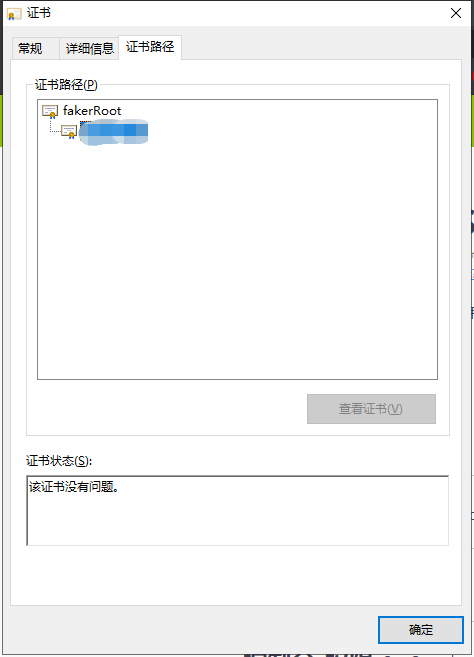 证书
常规
详细信息
证书路径
证书路径(P)
fakerRoot
查看证书(V)
证书状态(S):
该证书没有问题。
确定